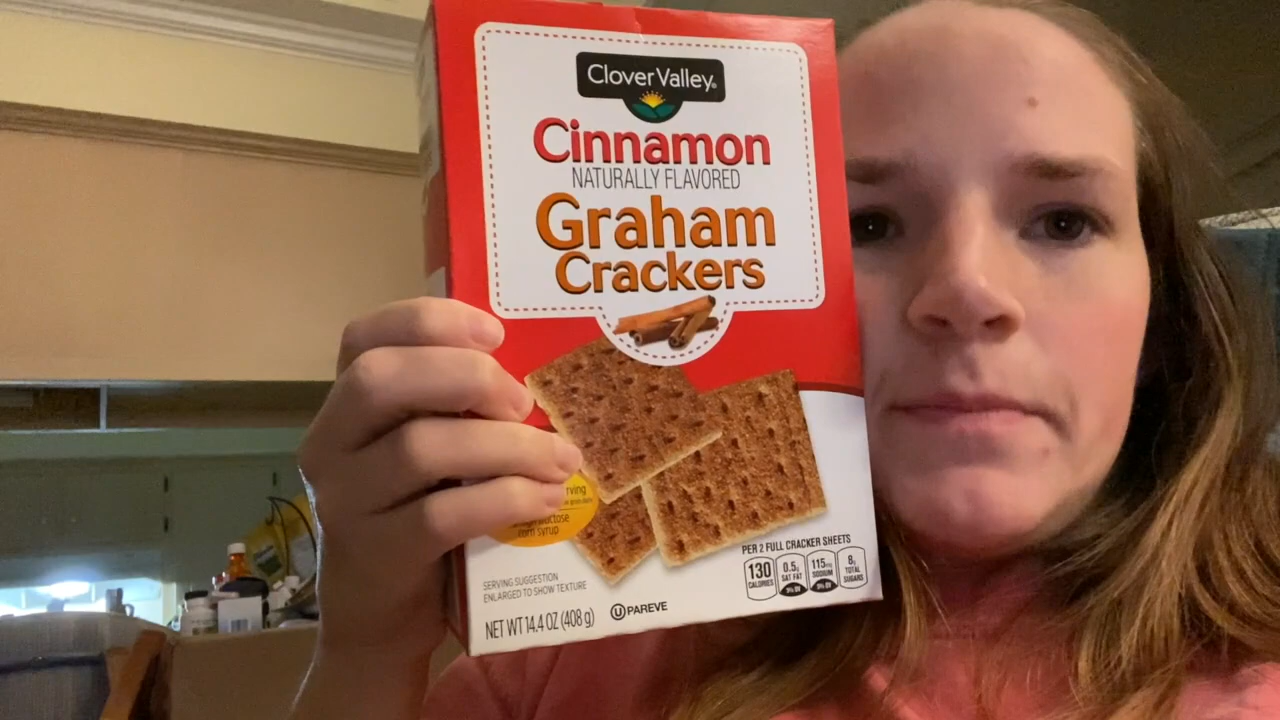 Clover Valley®
Cinnamon
NATURALLY FLAVORED
Graham
Crackers
rving
corn syrup
PER 2 FULL CRACKER SHEETS
130 CALORIES
0.5g SAT FAT
115mg SODIUM
8g TOTAL SUGARS
SERVING SUGGESTION
ENLARGED TO SHOW TEXTURE
NET WT 14.4 OZ (408 g)
U PAREVE